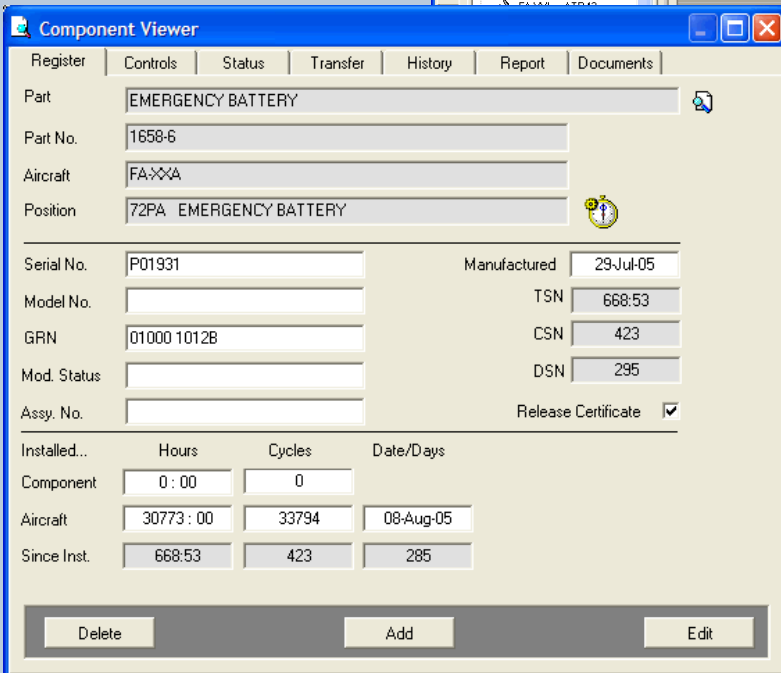 Component Viewer
Register Controls Status Transfer History Report Documents
Part EMERGENCY BATTERY
Part No. 1658-6
Aircraft FA-XXA
Position 72PA EMERGENCY BATTERY
Serial No. P01931 Manufactured 29-Jul-05
Model No. TSN 668:53
GRN 01000 1012B CSN 423
Mod. Status DSN 295
Assy. No. Release Certificate
Installed... Hours Cycles Date/Days
Component 0 : 00 0
Aircraft 30773 : 00 33794 08-Aug-05
Since Inst. 668:53 423 285
Delete Add Edit